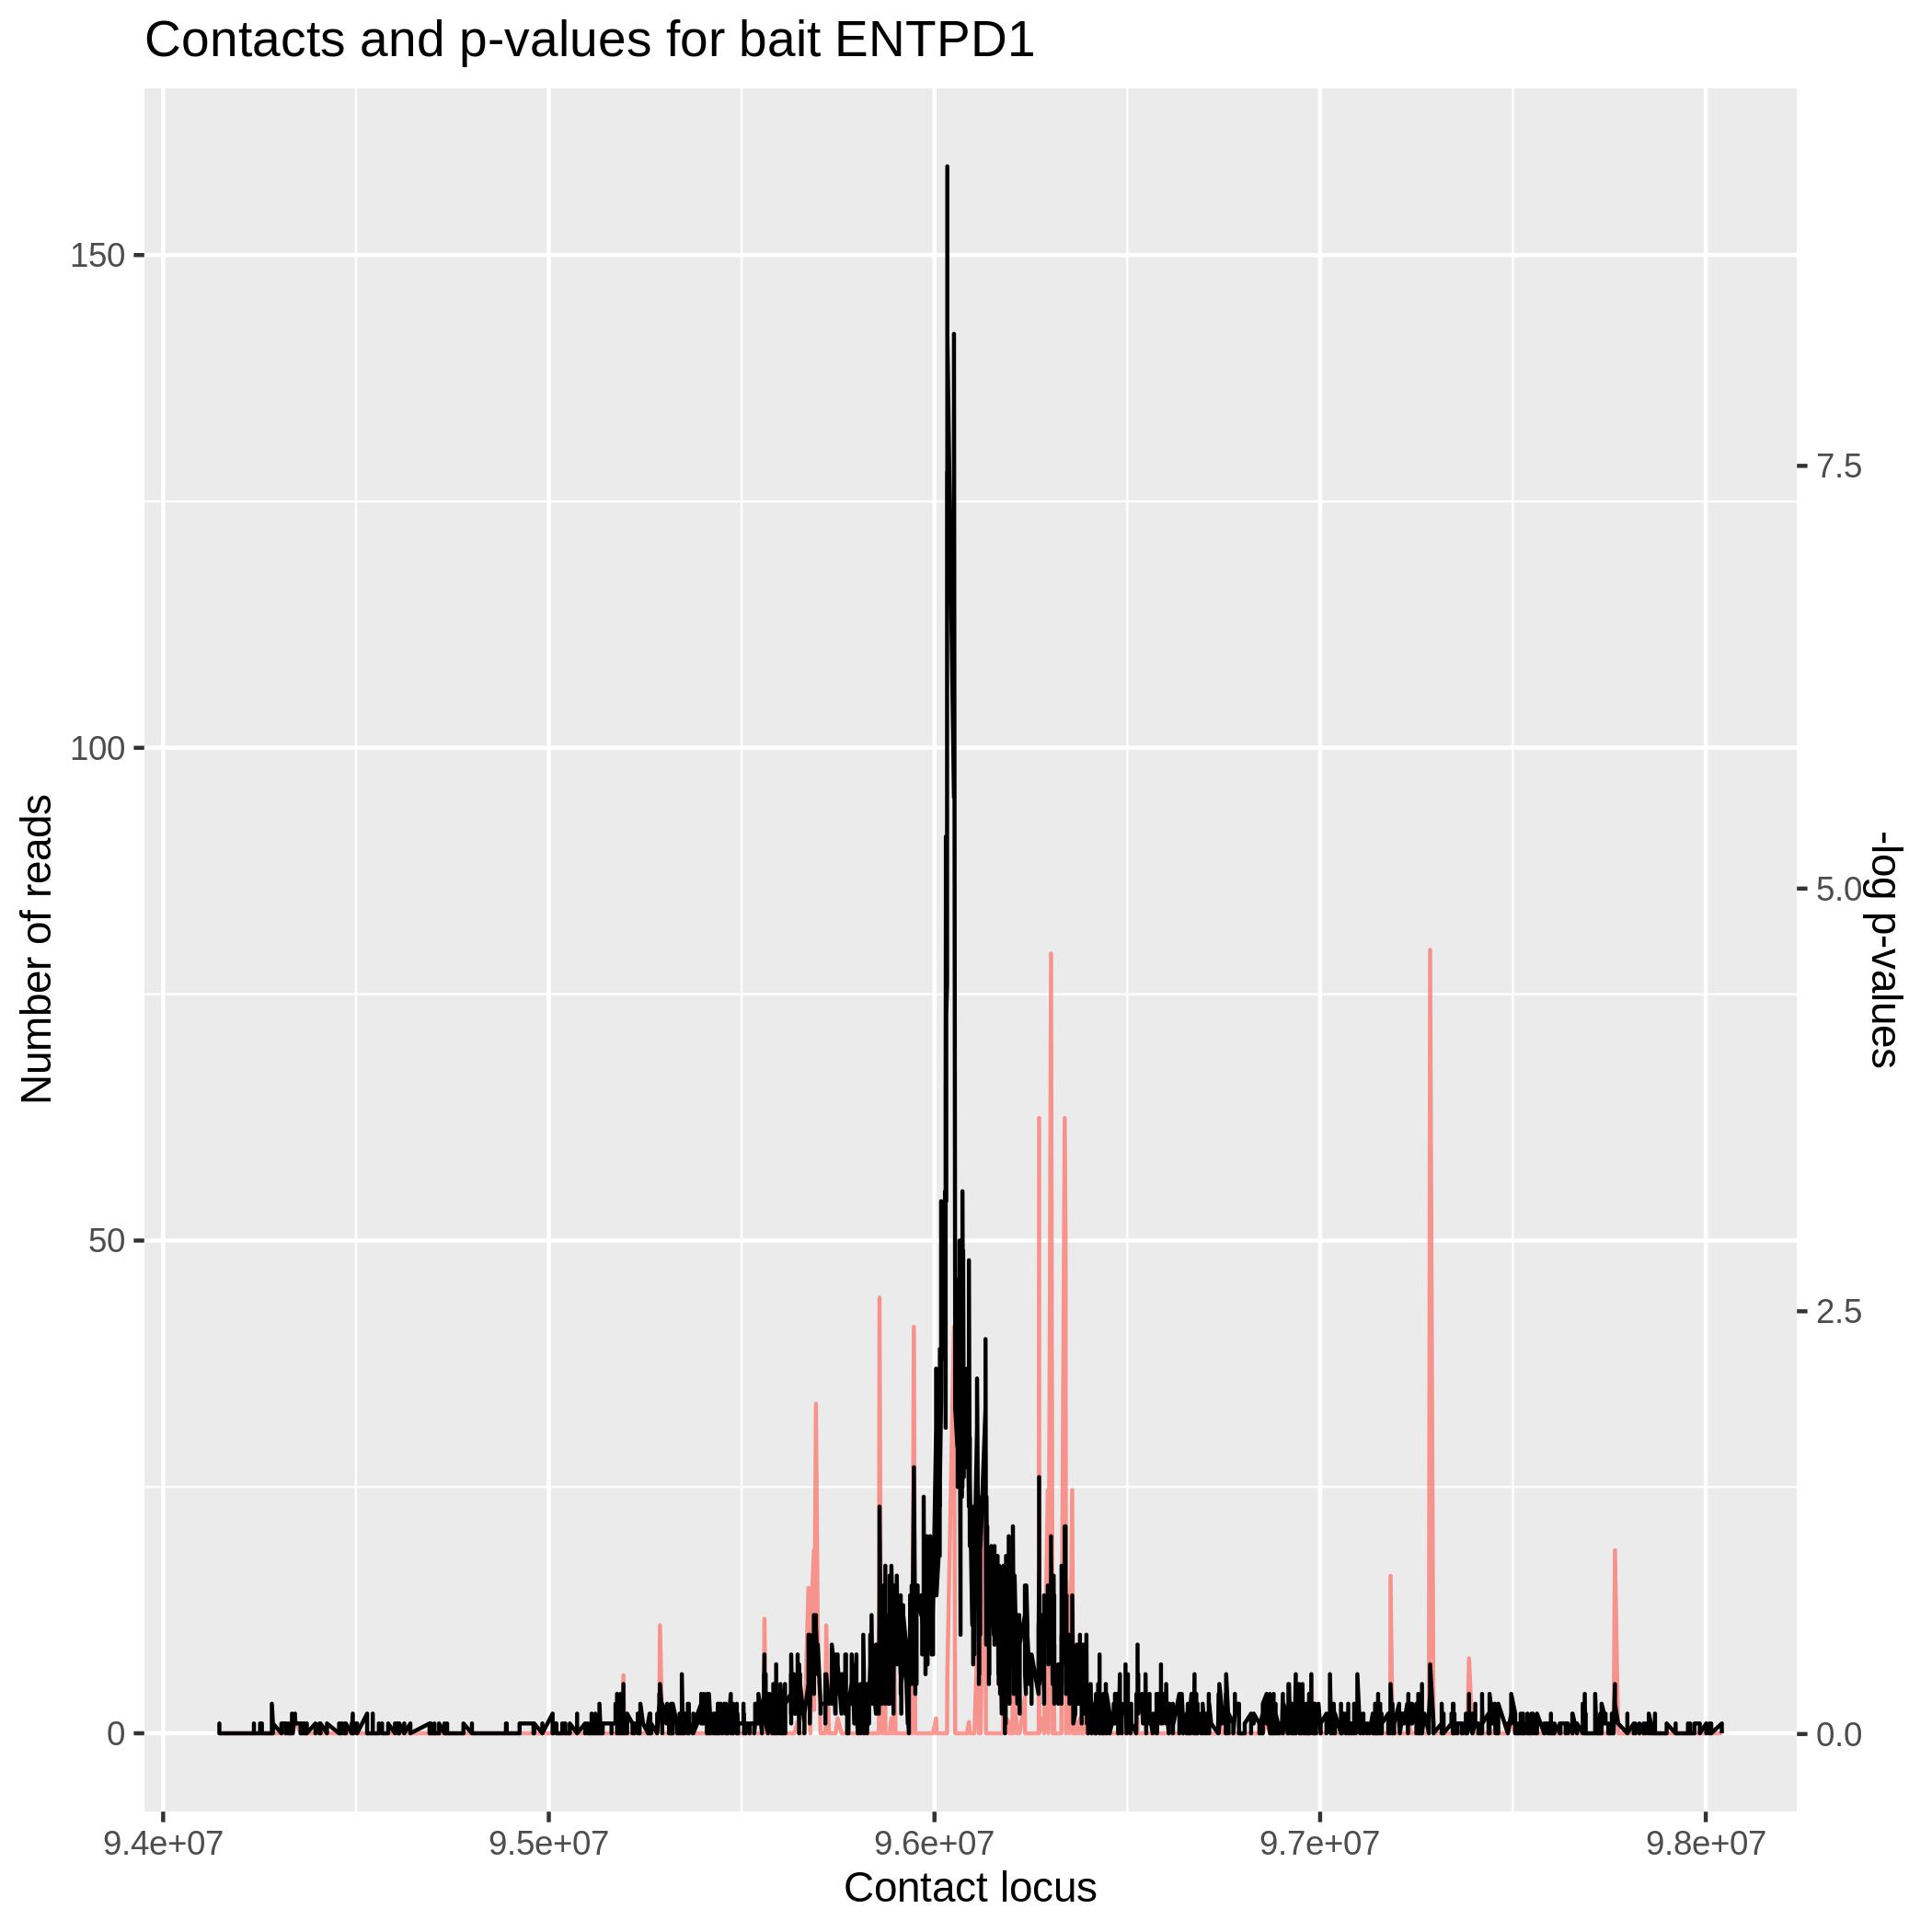 Contacts and p-values for bait ENTPD1
150
100
50
0
Number of reads
7.5
5.0
2.5
0.0
-log p-values
9.4e+07
9.5e+07
9.6e+07
9.7e+07
9.8e+07
Contact locus